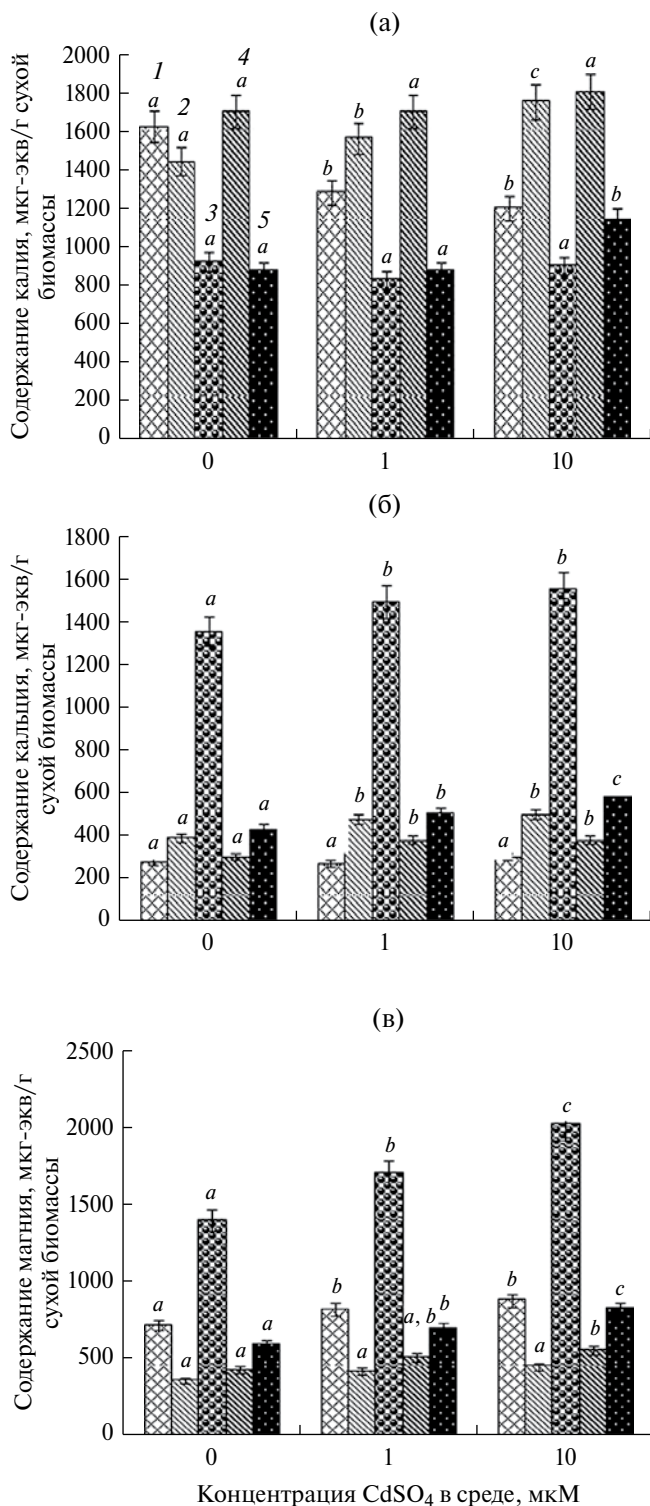 (а)
Содержание калия, мкг-экв/г сухой
биомассы
2000
1800
1600
1400
1200
1000
800
600
400
200
0
1
a
2
a
3
a
4
a
5
a
b
b
a
a
a
b
c
a
a
b
0 1 10
(б)
Содержание кальция, мкг-экв/г
сухой биомассы
1800
1600
1400
1200
1000
800
600
400
200
0
a a a a a
a b b b b
a b b b c
0 1 10
(в)
Содержание магния, мкг-экв/г
сухой биомассы
2500
2000
1500
1000
500
0
a a a a a
b a b a, b b
b a c b c
0 1 10
Концентрация CdSO₄ в среде, мкМ